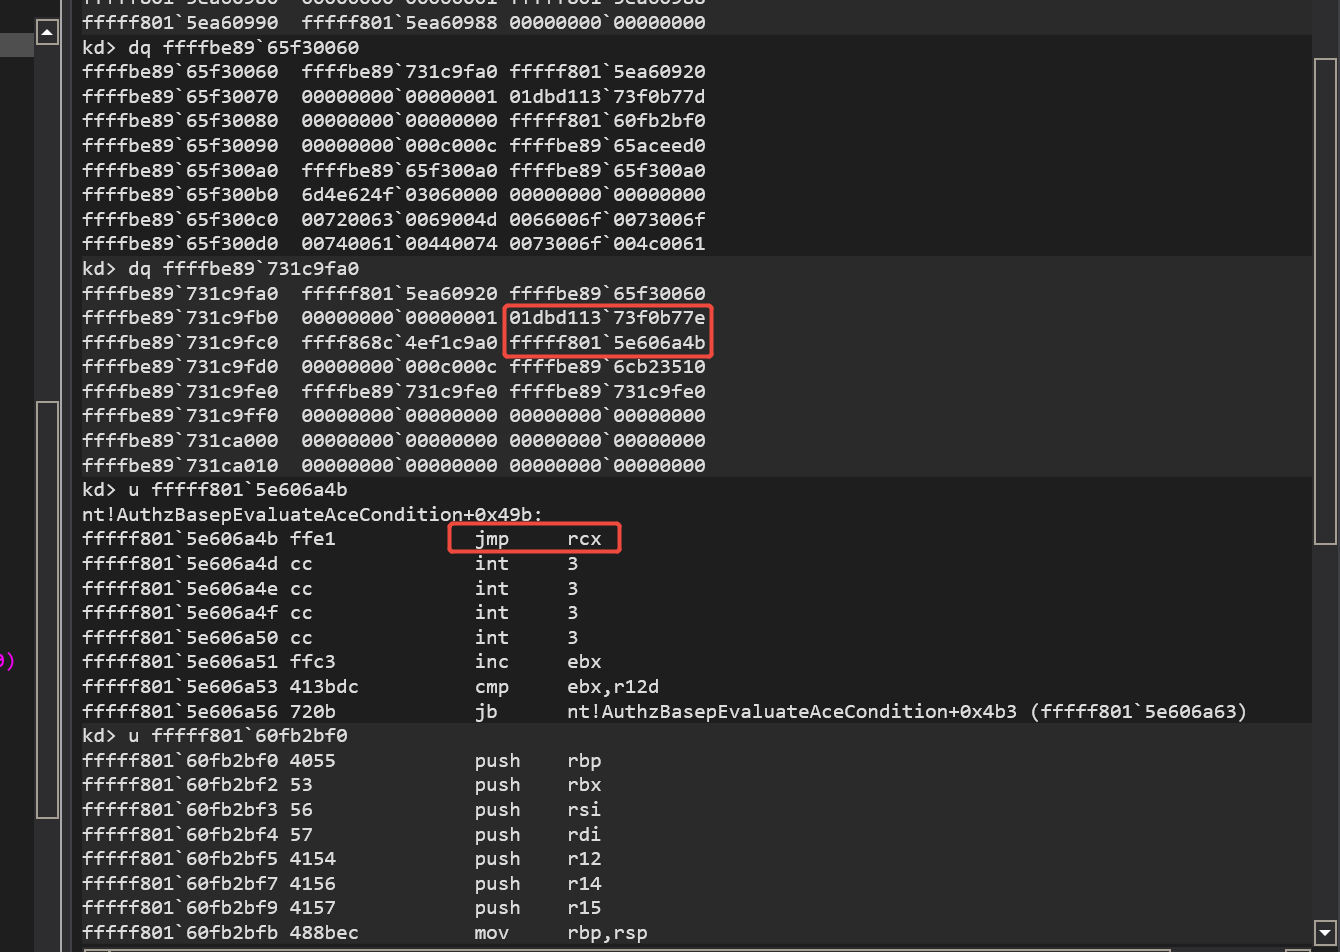 fffff801`5ea60990  fffff801`5ea60988 00000000`00000000
kd> dq ffffbe89`65f30060
ffffbe89`65f30060  ffffbe89`731c9fa0 fffff801`5ea60920
ffffbe89`65f30070  00000000`00000001 01dbd113`73f0b77d
ffffbe89`65f30080  00000000`00000000 fffff801`60fb2bf0
ffffbe89`65f30090  00000000`000c000c ffffbe89`65aceed0
ffffbe89`65f300a0  ffffbe89`65f300a0 ffffbe89`65f300a0
ffffbe89`65f300b0  6d4e624f`03060000 00000000`00000000
ffffbe89`65f300c0  00720063`0069004d 0066006f`0073006f
ffffbe89`65f300d0  00740061`00440074 0073006f`004c0061
kd> dq ffffbe89`731c9fa0
ffffbe89`731c9fa0  fffff801`5ea60920 ffffbe89`65f30060
ffffbe89`731c9fb0  00000000`00000001 01dbd113`73f0b77e
ffffbe89`731c9fc0  ffff868c`4ef1c9a0 fffff801`5e606a4b
ffffbe89`731c9fd0  00000000`000c000c ffffbe89`6cb23510
ffffbe89`731c9fe0  ffffbe89`731c9fe0 ffffbe89`731c9fe0
ffffbe89`731c9ff0  00000000`00000000 00000000`00000000
ffffbe89`731ca000  00000000`00000000 00000000`00000000
ffffbe89`731ca010  00000000`00000000 00000000`00000000
kd> u fffff801`5e606a4b
nt!AuthzBasepEvaluateAceCondition+0x49b:
fffff801`5e606a4b ffe1            jmp     rcx
fffff801`5e606a4d cc              int     3
fffff801`5e606a4e cc              int     3
fffff801`5e606a4f cc              int     3
fffff801`5e606a50 cc              int     3
fffff801`5e606a51 ffc3            inc     ebx
fffff801`5e606a53 413bdc          cmp     ebx,r12d
fffff801`5e606a56 720b            jb      nt!AuthzBasepEvaluateAceCondition+0x4b3 (fffff801`5e606a63)
kd> u fffff801`60fb2bf0
fffff801`60fb2bf0 4055            push    rbp
fffff801`60fb2bf2 53              push    rbx
fffff801`60fb2bf3 56              push    rsi
fffff801`60fb2bf4 57              push    rdi
fffff801`60fb2bf5 4154            push    r12
fffff801`60fb2bf7 4156            push    r14
fffff801`60fb2bf9 4157            push    r15
fffff801`60fb2bfb 488bec          mov     rbp,rsp